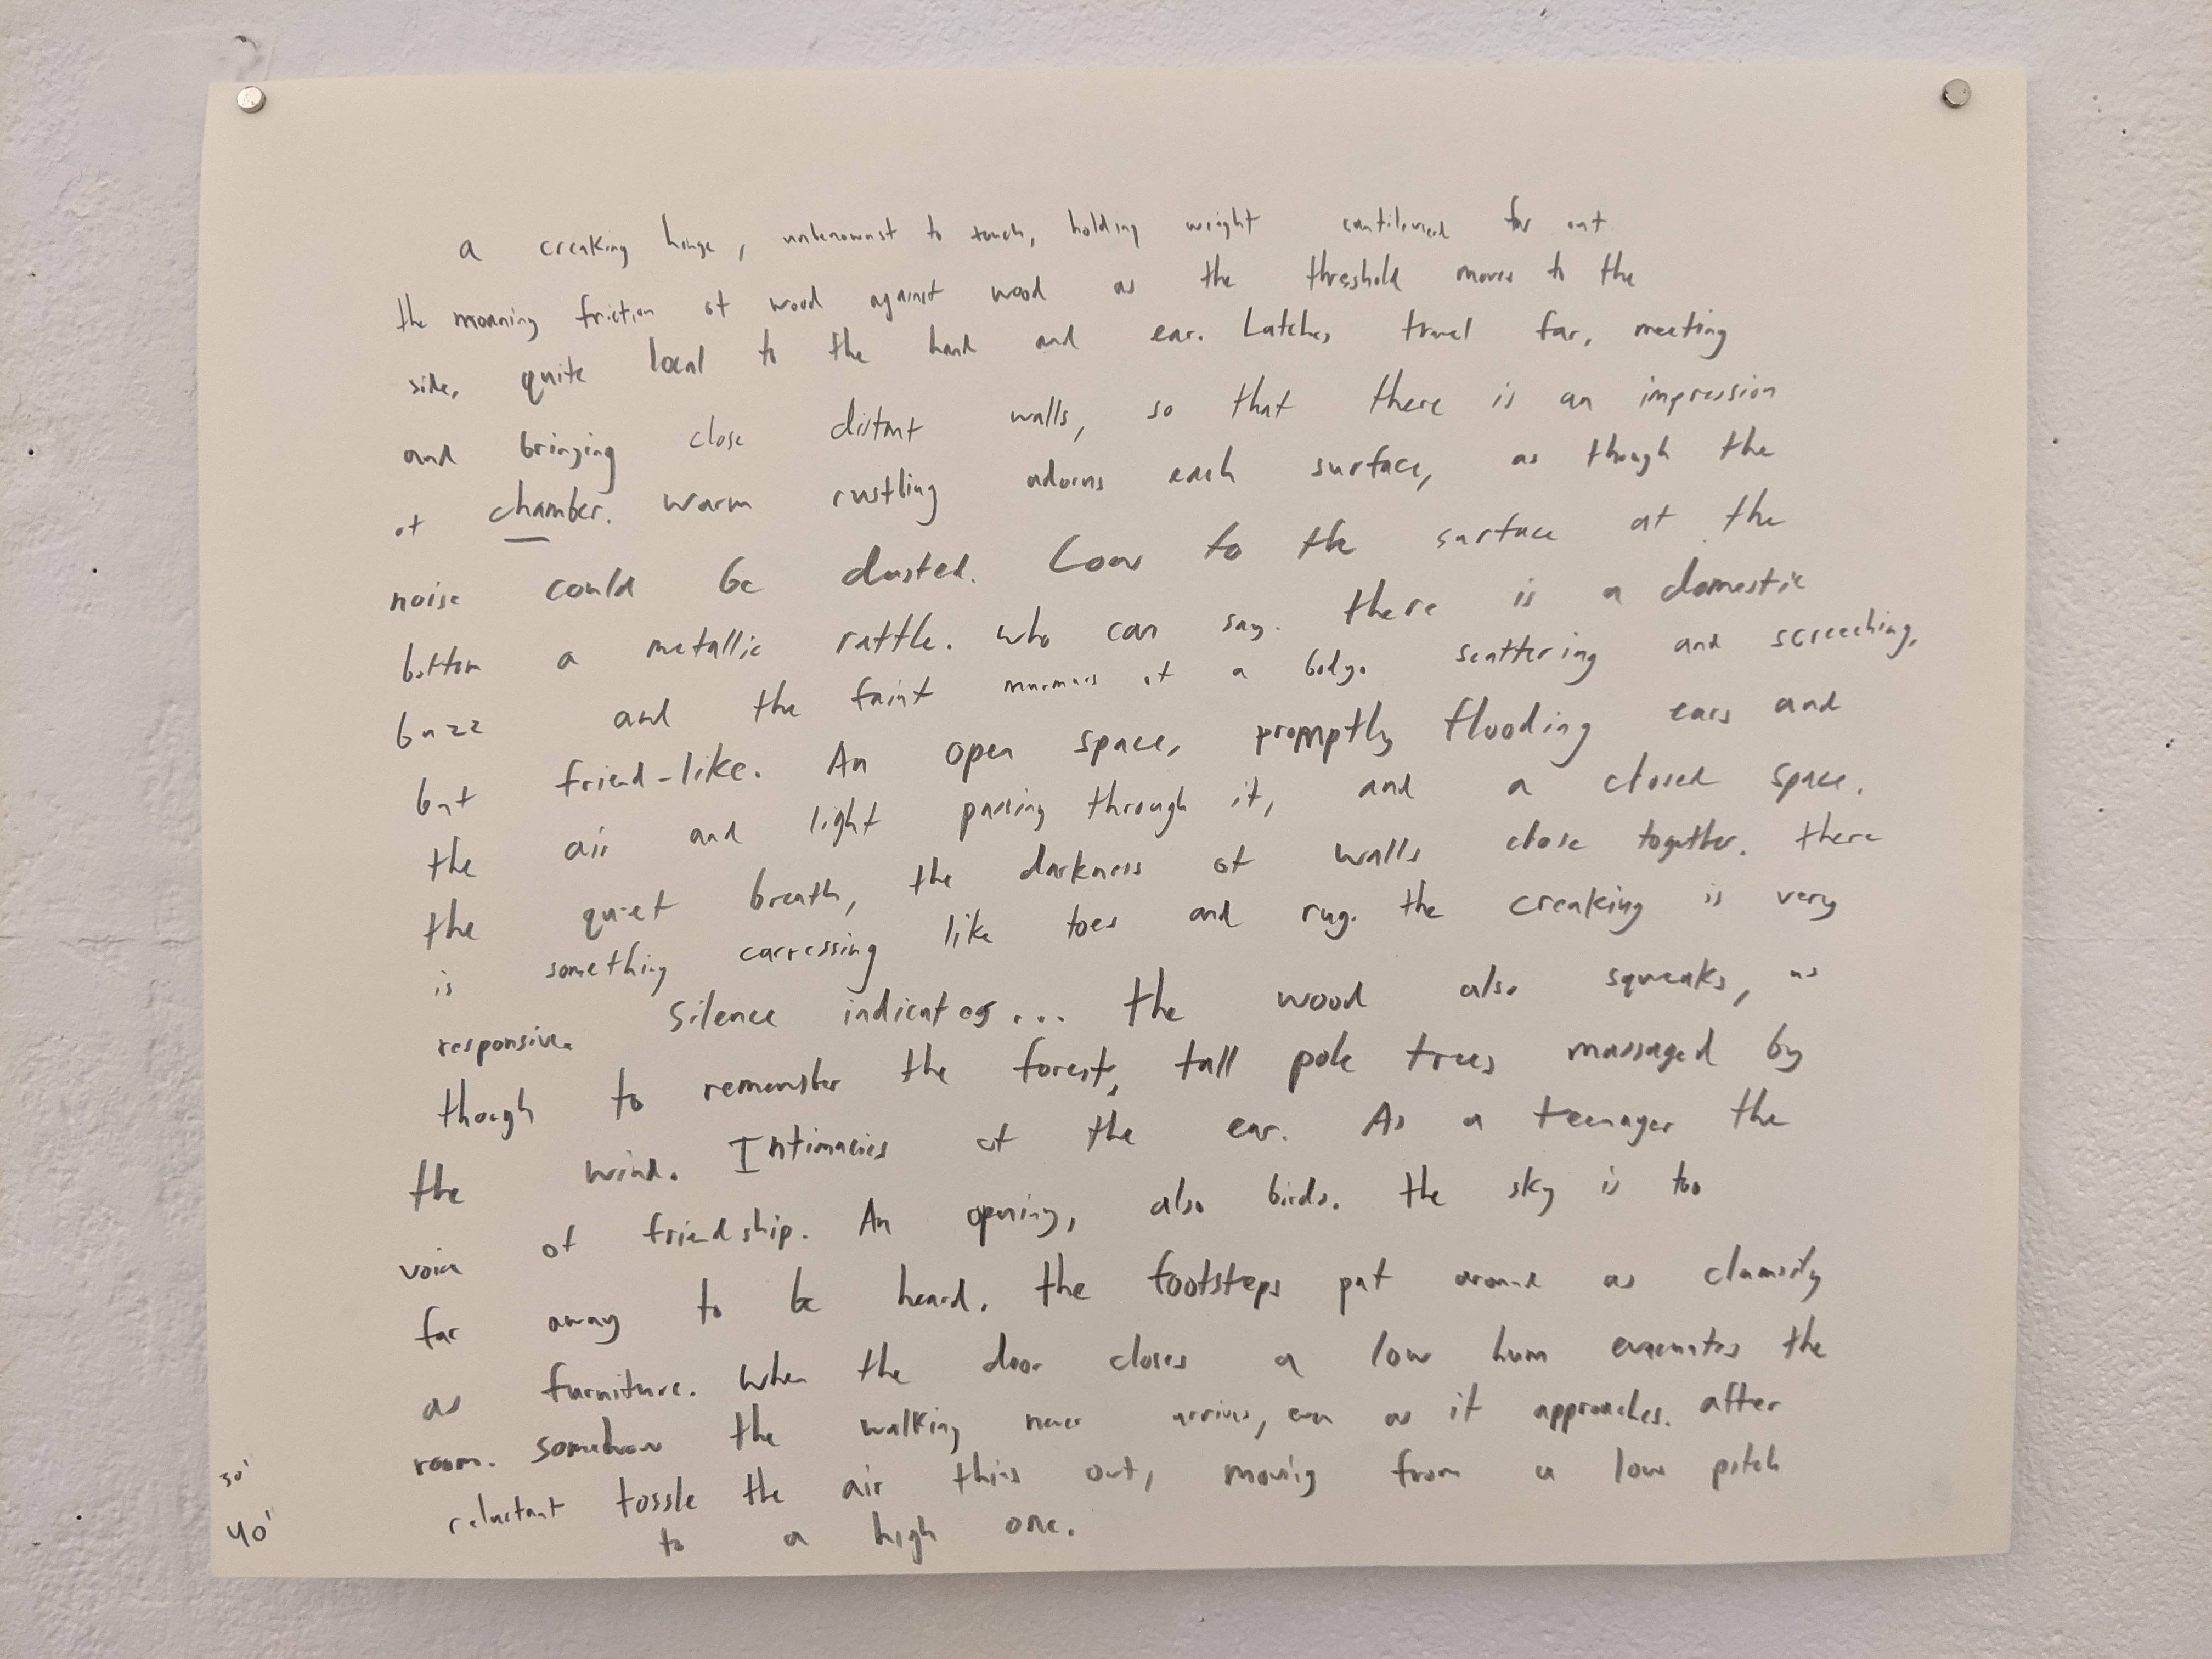 a creaking hinge, unbenownst to touch, holding weight cantilevered far out
the moaning friction of wood against wood as the threshold moves to the
side, quite local to the hand and ear. Latches travel far, meeting
and bringing close distant walls, so that there is an impression
of chamber. warm rustling adorns each surface, as though the
noise could be dusted. Low to the surface at the
bottom a metallic rattle. who can say. there is a domestic
buzz and the faint murmurs of a body. scattering and screeching,
but friend-like. An open space, promptly flooding ears and
the air and light passing through it, and a closed space.
the quiet breath, the darkness of walls close together. there
is something carressing like toes and rug. the creaking is very
responsive. Silence indicates... the wood also squeaks, as
though to remember the forest, tall pole trees massaged by
the wind. Intimacies of the ear. As a teenager the
voice of friendship. An opening, also birds. the sky is too
far away to be heard. the footsteps put around as clumsily
as furniture. when the door closes a low hum evacuates the
room. somehow the walking never arrives, even as it approaches. after
30'
reluctant tossle the air thins out, moving from a low pitch
40'
to a high one.